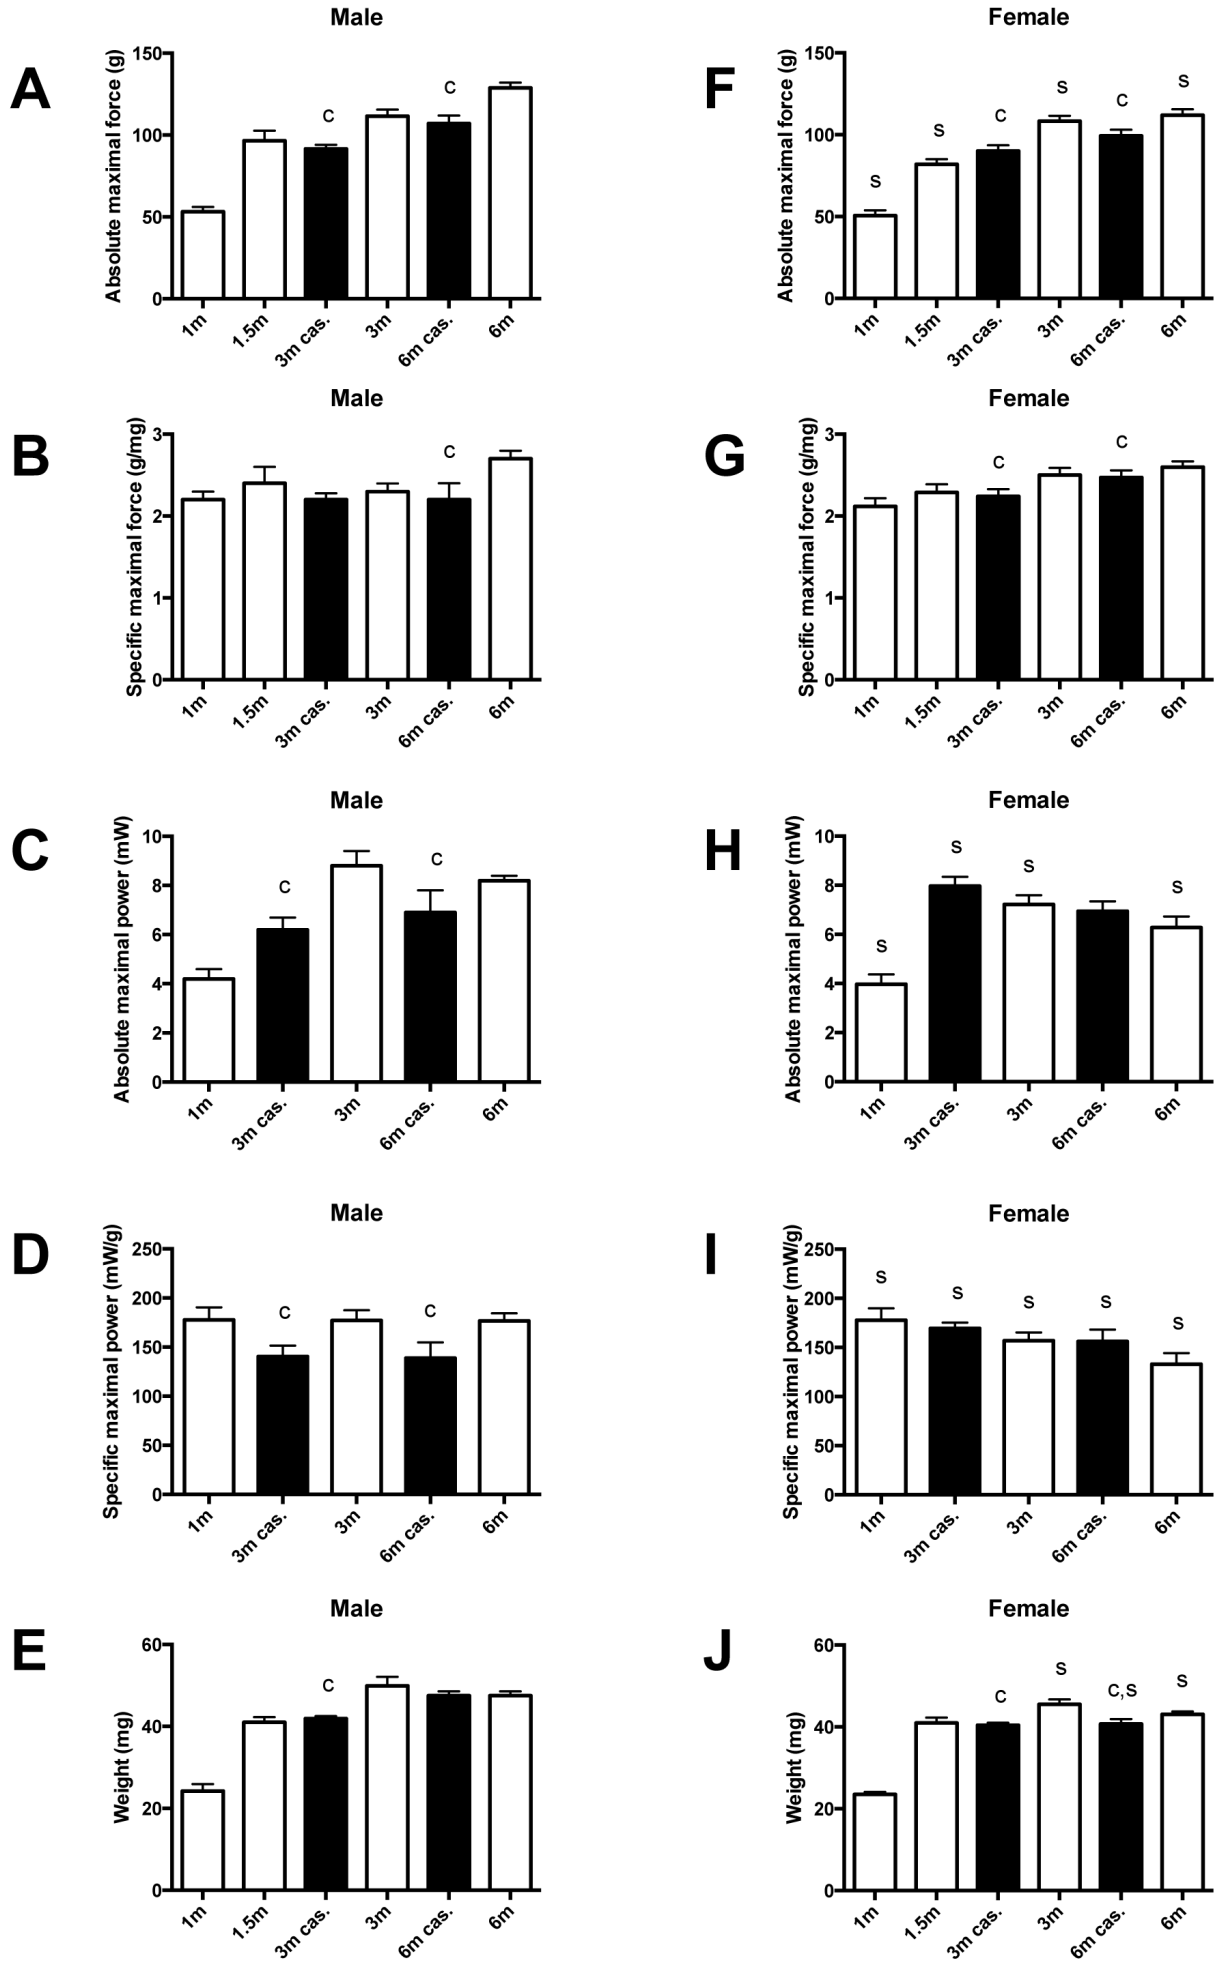 Male
A
Absolute maximal force (g)
150
100
50
0
c
c
1m
1.5m
3m cas.
3m
6m cas.
6m
Female
F
Absolute maximal force (g)
150
100
50
0
s
s
c
s
c
s
1m
1.5m
3m cas.
3m
6m cas.
6m
Male
B
Specific maximal force (g/mg)
3
2
1
0
c
1m
1.5m
3m cas.
3m
6m cas.
6m
Female
G
Specific maximal force (g/mg)
3
2
1
0
c
c
1m
1.5m
3m cas.
3m
6m cas.
6m
Male
C
Absolute maximal power (mW)
10
8
6
4
2
0
c
c
1m
3m cas.
3m
6m cas.
6m
Female
H
Absolute maximal power (mW)
10
8
6
4
2
0
s
s
s
s
1m
3m cas.
3m
6m cas.
6m
Male
D
Specific maximal power (mW/g)
250
200
150
100
50
0
c
c
1m
3m cas.
3m
6m cas.
6m
Female
I
Specific maximal power (mW/g)
250
200
150
100
50
0
s
s
s
s
s
1m
3m cas.
3m
6m cas.
6m
Male
E
Weight (mg)
60
40
20
0
c
1m
1.5m
3m cas.
3m
6m cas.
6m
Female
J
Weight (mg)
60
40
20
0
c
s
c,s
s
1m
1.5m
3m cas.
3m
6m cas.
6m